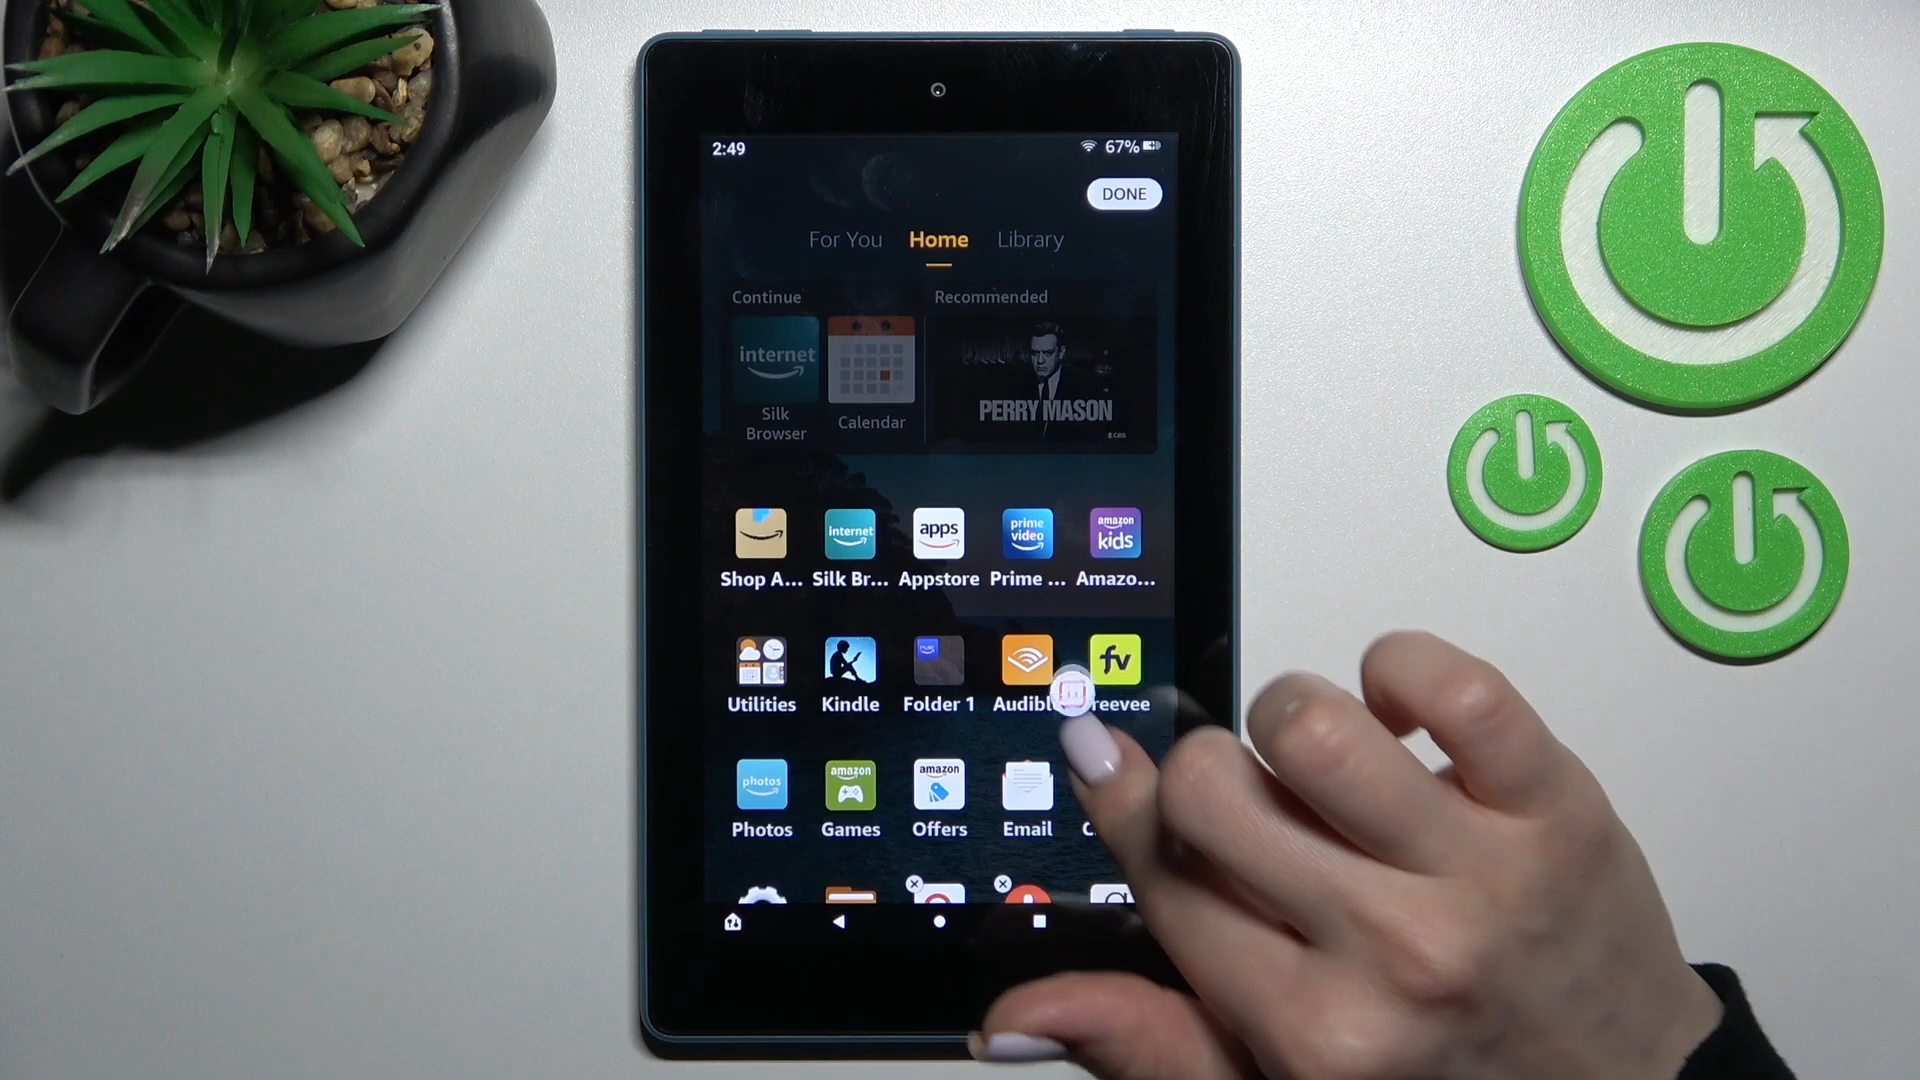 2:49
67%
DONE
For You Home Library
Continue Recommended
internet
Silk Browser
Calendar
PERRY MASON
CBS
internet apps prime video amazon kids
Shop A... Silk Br... Appstore Prime ... Amazo...
fv
Utilities Kindle Folder 1 Audibl reevee
photos amazon amazon
Photos Games Offers Email C